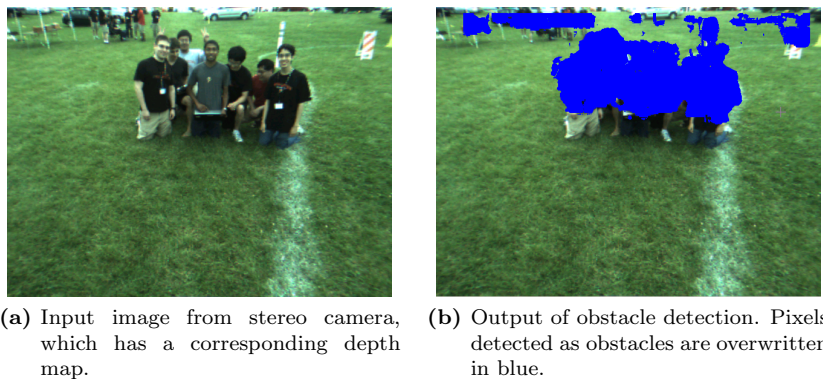 (a) Input image from stereo camera,
which has a corresponding depth
map.
(b) Output of obstacle detection. Pixels
detected as obstacles are overwritten
in blue.